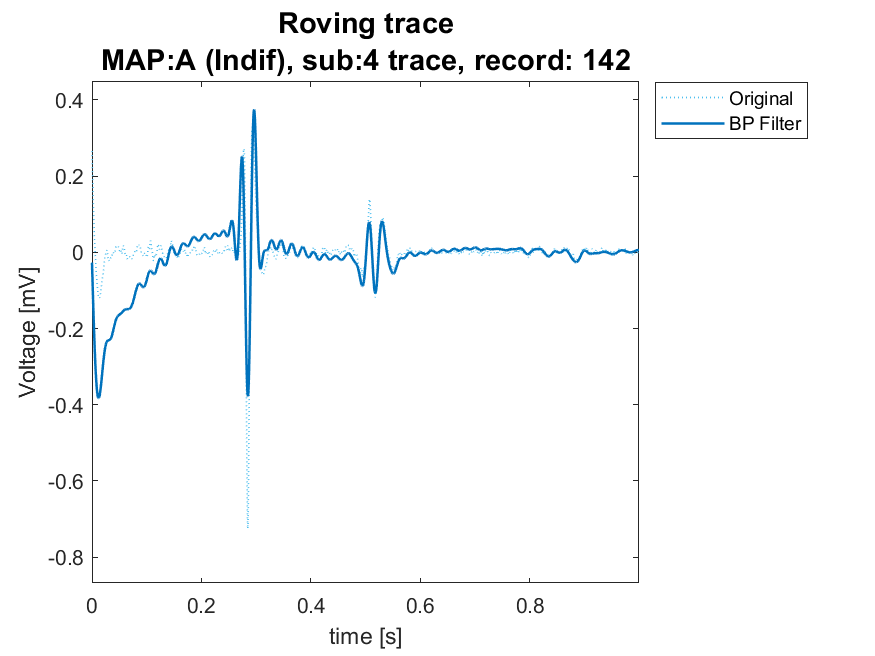 Roving trace
MAP:A (Indif), sub:4 trace, record: 142
Original
BP Filter
0.4
0.2
0
-0.2
-0.4
-0.6
-0.8
Voltage [mV]
0
0.2
0.4
0.6
0.8
time [s]